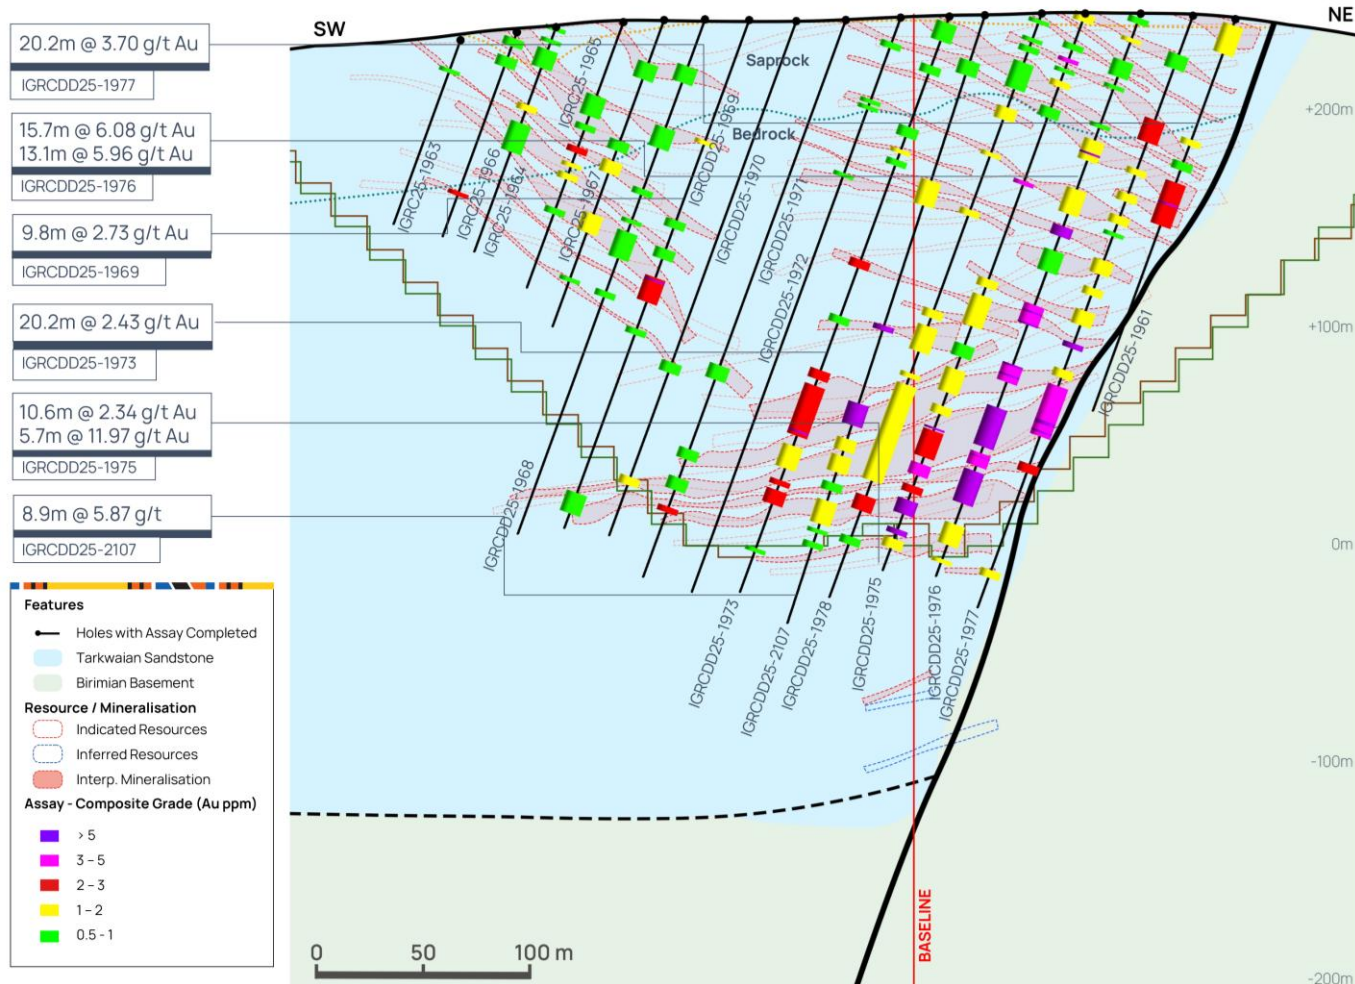 SW
NE
20.2m @ 3.70 g/t Au
IGRCDD25-1977
15.7m @ 6.08 g/t Au
13.1m @ 5.96 g/t Au
IGRCDD25-1976
9.8m @ 2.73 g/t Au
IGRCDD25-1969
20.2m @ 2.43 g/t Au
IGRCDD25-1973
10.6m @ 2.34 g/t Au
5.7m @ 11.97 g/t Au
IGRCDD25-1975
8.9m @ 5.87 g/t
IGRCDD25-2107
Features
Holes with Assay Completed
Tarkwaian Sandstone
Birimian Basement
Resource / Mineralisation
Indicated Resources
Inferred Resources
Interp. Mineralisation
Assay - Composite Grade (Au ppm)
> 5
3 – 5
2 – 3
1 – 2
0.5 - 1
Saprock
Bedrock
IGRC25-1963
IGRC25-1966
IGRC25-1964
IGRC25-1965
IGRC25-1967
IGRCDD25-1969
IGRCDD25-1970
IGRCDD25-1971
IGRCDD25-1972
IGRCDD25-1968
IGRCDD25-1973
IGRCDD25-2107
IGRCDD25-1978
IGRCDD25-1975
IGRCDD25-1976
IGRCDD25-1977
IGRCDD25-1961
+200m
+100m
0m
-100m
-200m
BASELINE
0 50 100 m